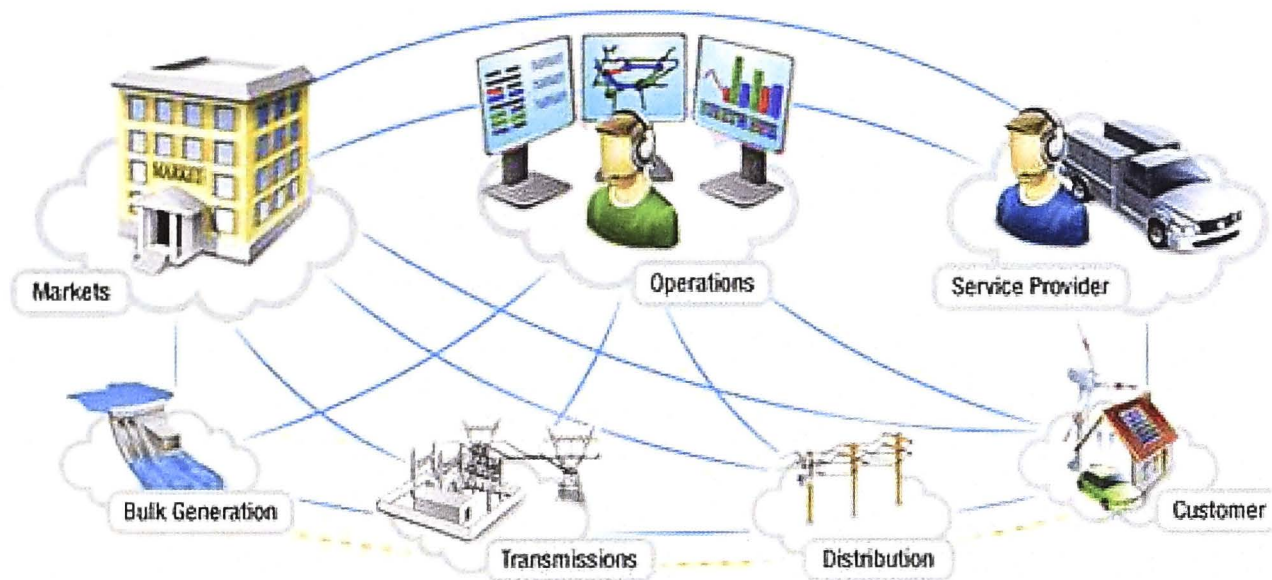 MARKET
Markets
Operations
Service Provider
Bulk Generation
Transmissions
Distribution
Customer